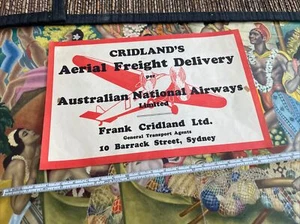 CRIDLAND'S
Aerial Freight Delivery
per
Australian National Airways
Limited
Frank Cridland Ltd.
General Transport Agents
10 Barrack Street, Sydney